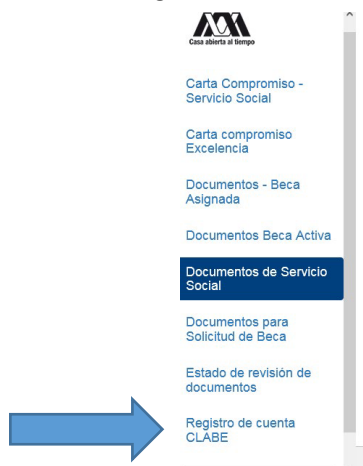 Casa abierta al tiempo
Carta Compromiso -
Servicio Social
Carta compromiso
Excelencia
Documentos - Beca
Asignada
Documentos Beca Activa
Documentos de Servicio
Social
Documentos para
Solicitud de Beca
Estado de revisión de
documentos
Registro de cuenta
CLABE